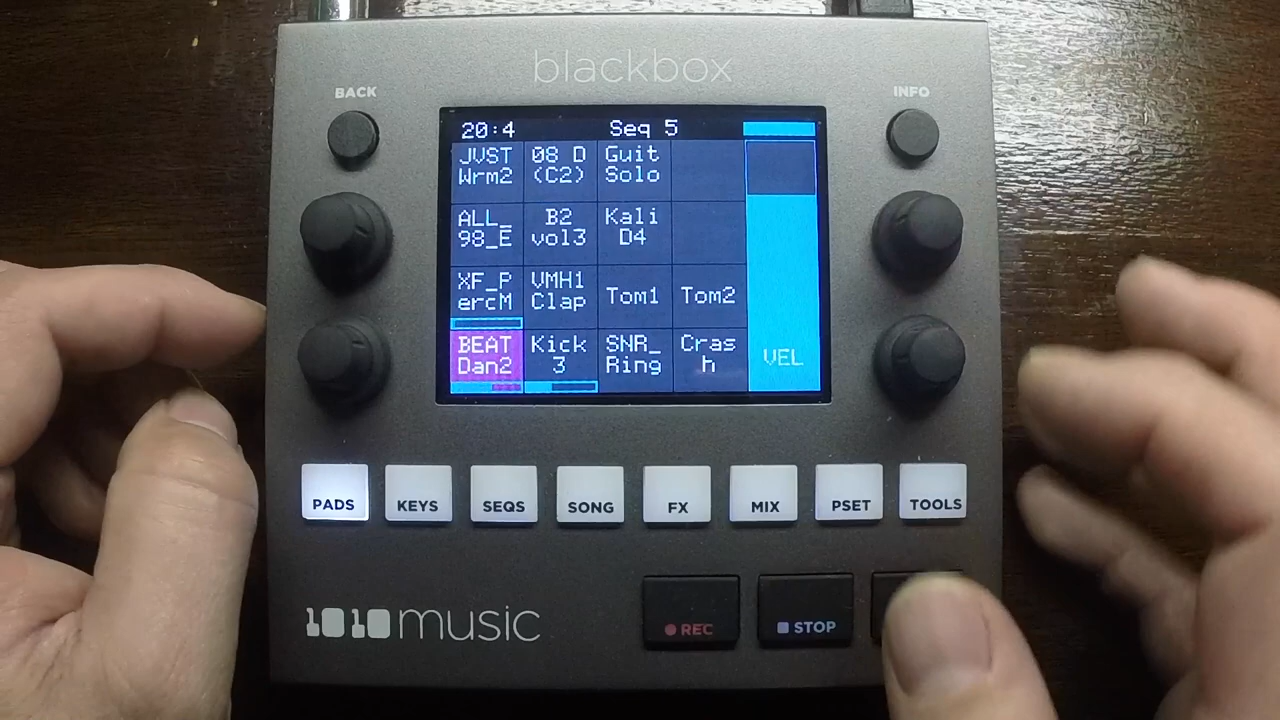 blackbox
BACK
INFO
20:4 Seq 5
JVST Wrm2
08 D (C2)
Guit Solo
ALL_ 98_E
B2 vol3
Kali D4
XF_P ercM
VMH1 Clap
Tom1
Tom2
BEAT Dan2
Kick 3
SNR_ Ring
Cras h
VEL
PADS KEYS SEQS SONG FX MIX PSET TOOLS
1010music
REC
STOP